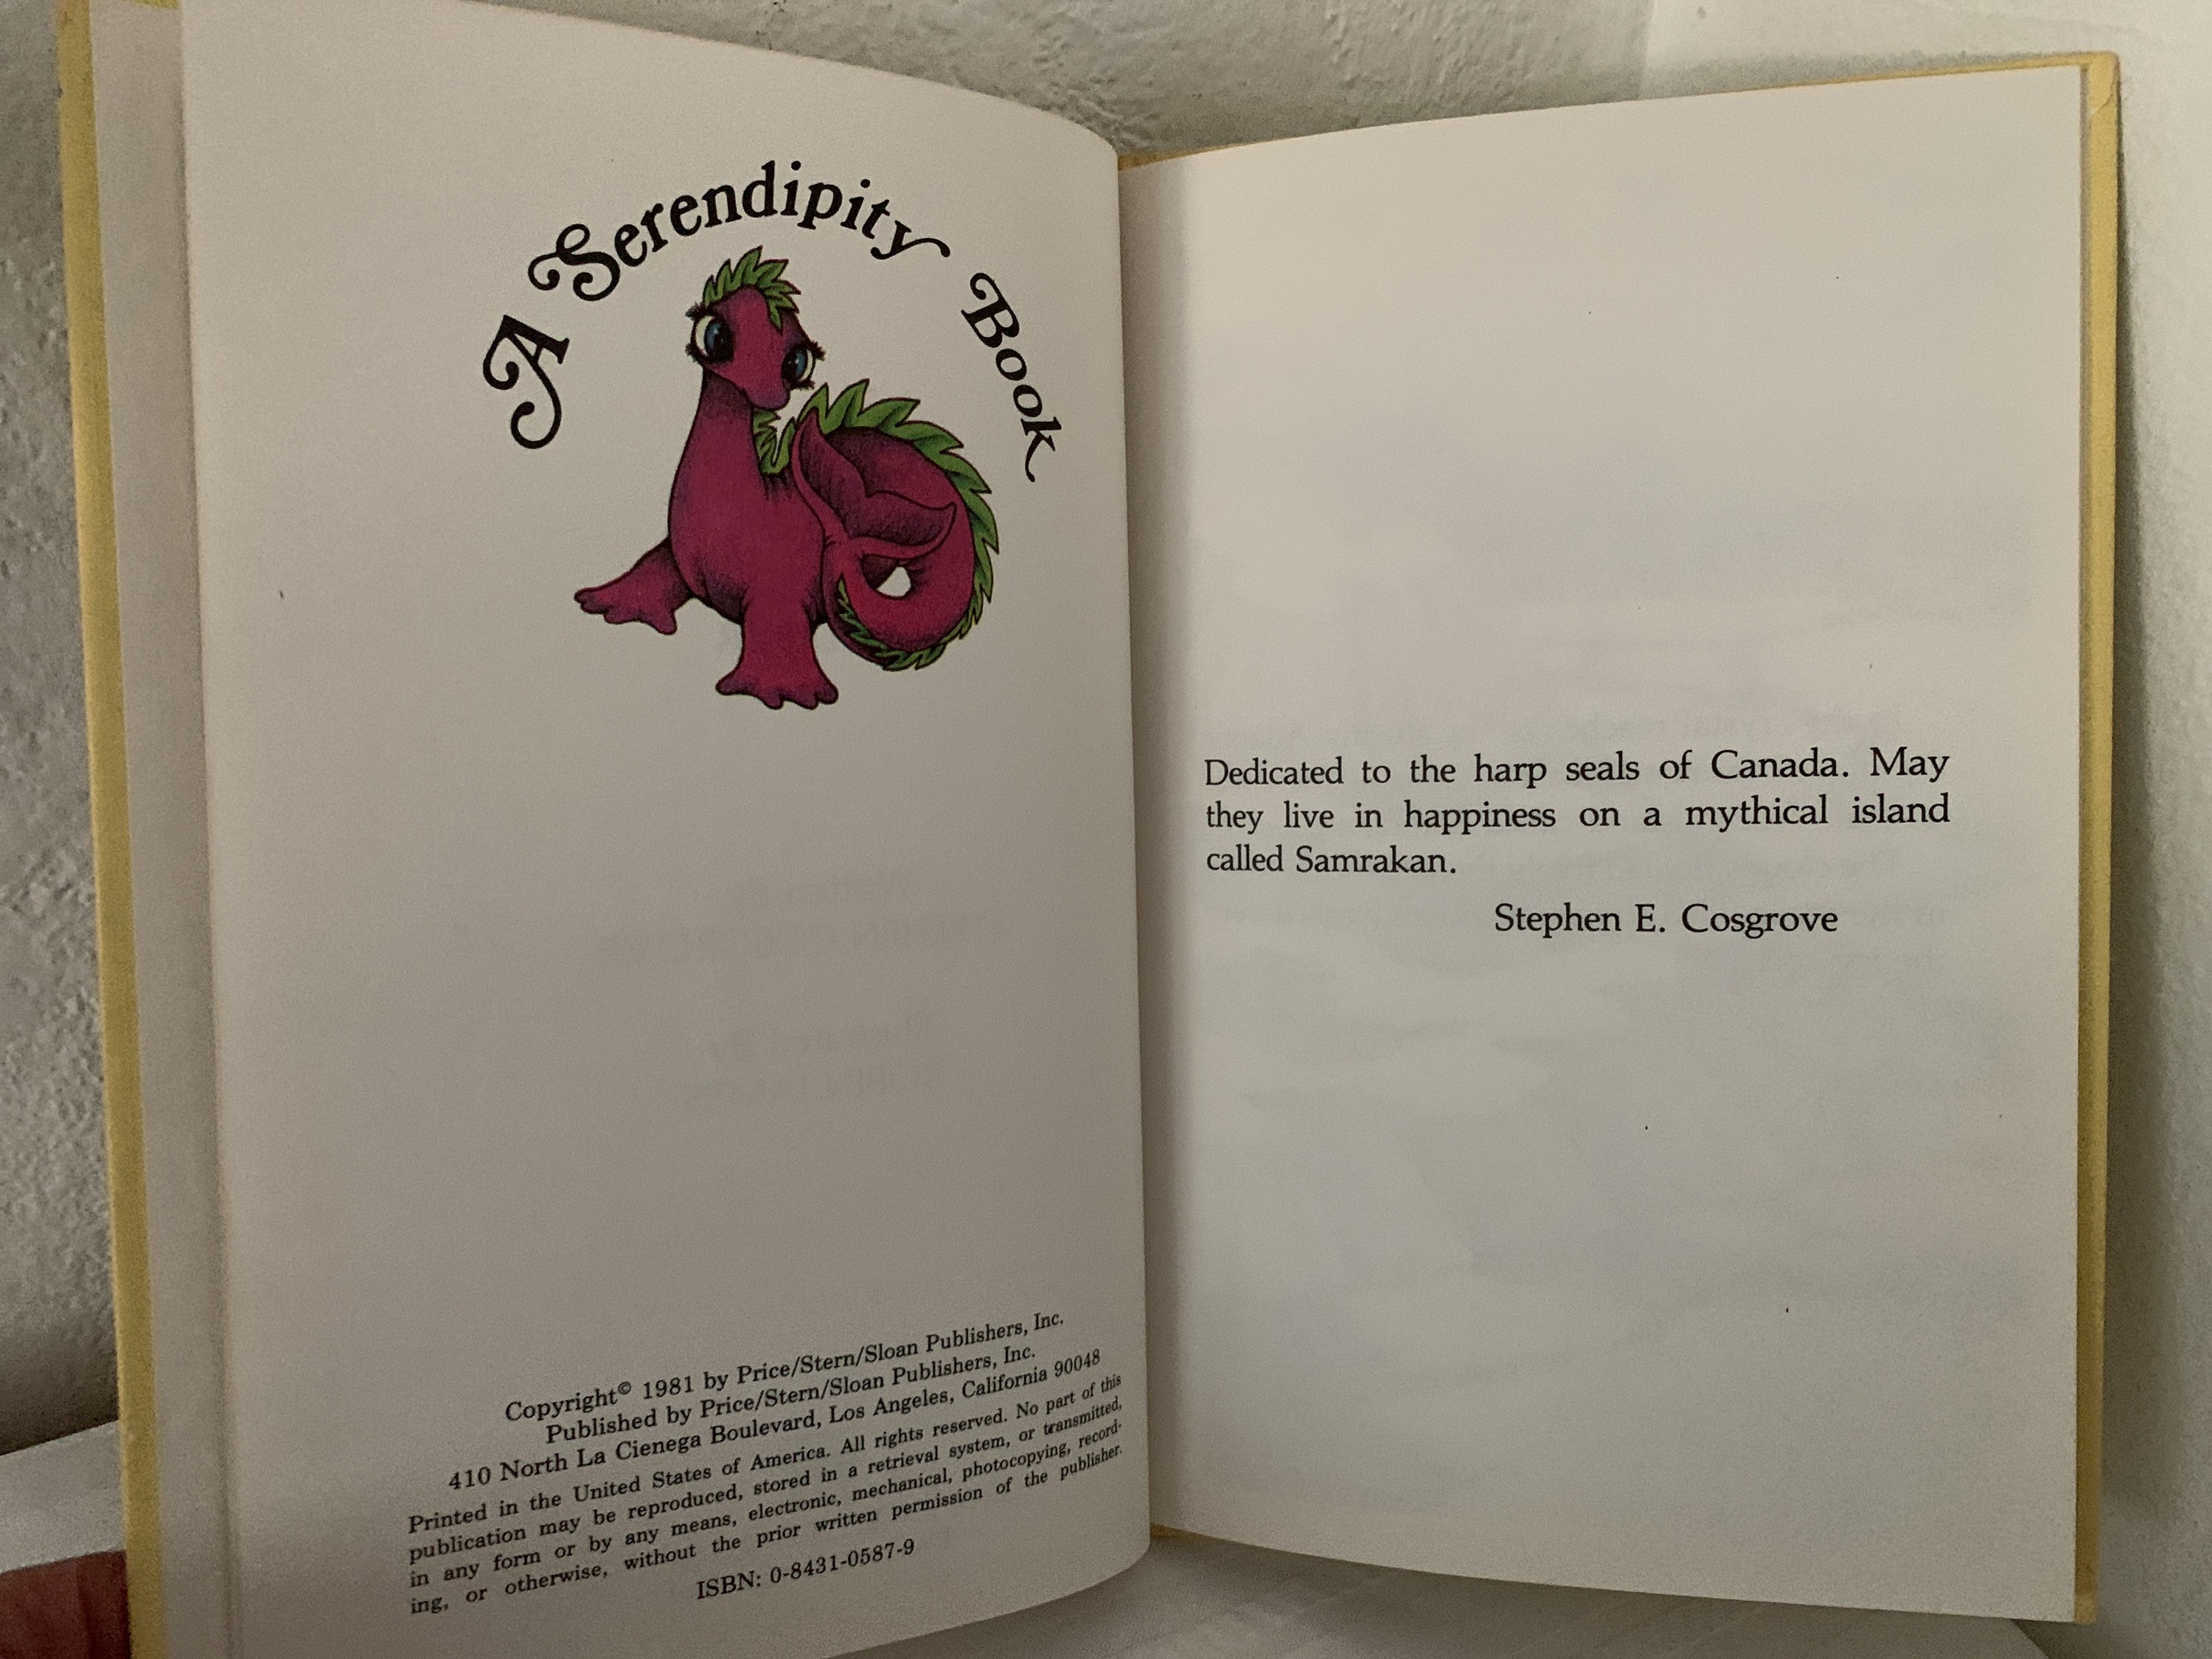 A Serendipity Book
Copyright© 1981 by Price/Stern/Sloan Publishers, Inc.
Published by Price/Stern/Sloan Publishers, Inc.
410 North La Cienega Boulevard, Los Angeles, California 90048
Printed in the United States of America. All rights reserved. No part of this
publication may be reproduced, stored in a retrieval system, or transmitted,
in any form or by any means, electronic, mechanical, photocopying, record-
ing, or otherwise, without the prior written permission of the publisher.
ISBN: 0-8431-0587-9
Dedicated to the harp seals of Canada. May
they live in happiness on a mythical island
called Samrakan.
Stephen E. Cosgrove